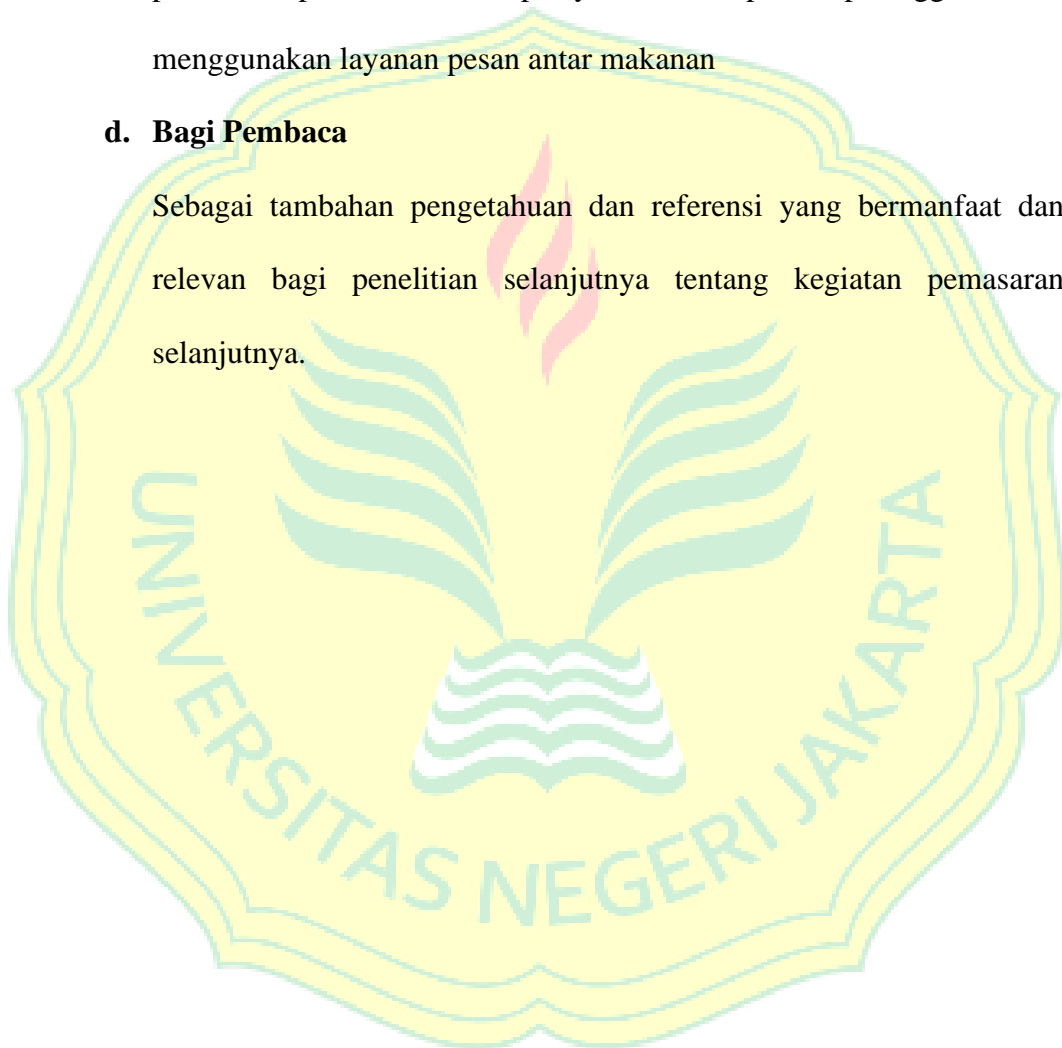 menggunakan layanan pesan antar makanan
d. Bagi Pembaca
Sebagai tambahan pengetahuan dan referensi yang bermanfaat dan
relevan bagi penelitian selanjutnya tentang kegiatan pemasaran
selanjutnya.
UNIVERSITAS NEGERI JAKARTA